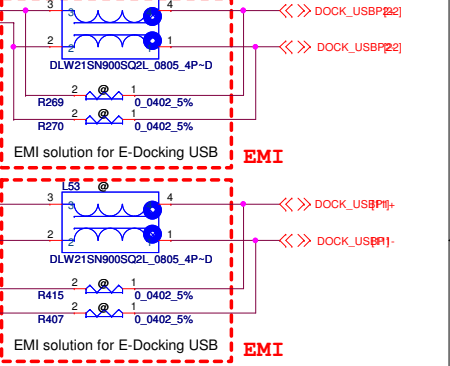 3 4 DOCK_USBP2
2 1 DOCK_USBP2
DLW21SN900SQ2L_0805_4P~D
2 @ 1
R269 0_0402_5%
2 @ 1
R270 0_0402_5%
EMI solution for E-Docking USB EMI
L53 @
3 4 DOCK_USBP1+
2 1 DOCK_USBP1-
DLW21SN900SQ2L_0805_4P~D
2 @ 1
R415 0_0402_5%
2 @ 1
R407 0_0402_5%
EMI solution for E-Docking USB EMI